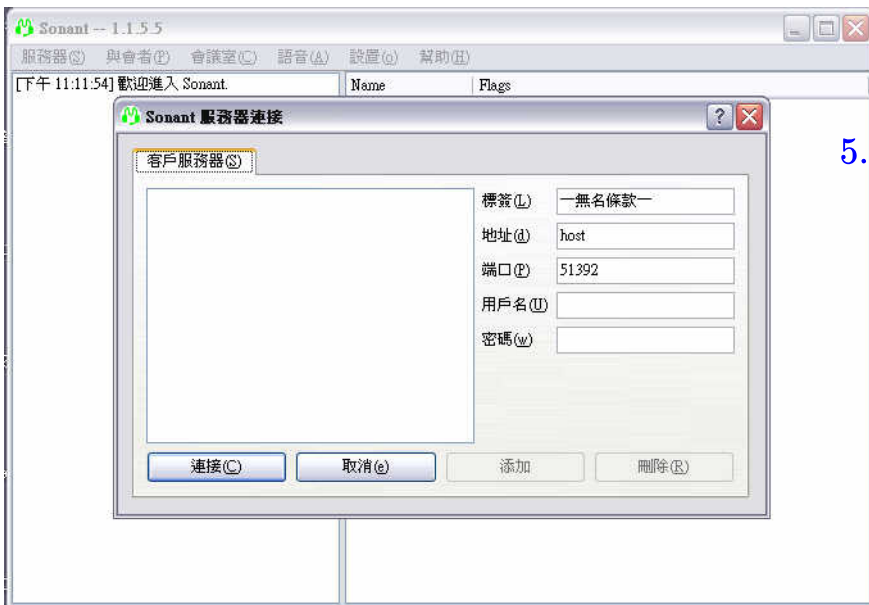 Sonant -- 1.1.5.5
服務器(S) 與會者(P) 會議室(C) 語音(A) 設置(o) 幫助(H)
[下午 11:11:54] 歡迎進入 Sonant.
Name Flags
Sonant 服務器連接
5.
客戶服務器(S)
標簽(L) 一無名條款一
地址(d) host
端口(P) 51392
用戶名(U)
密碼(w)
連接(C) 取消(e) 添加 刪除(R)